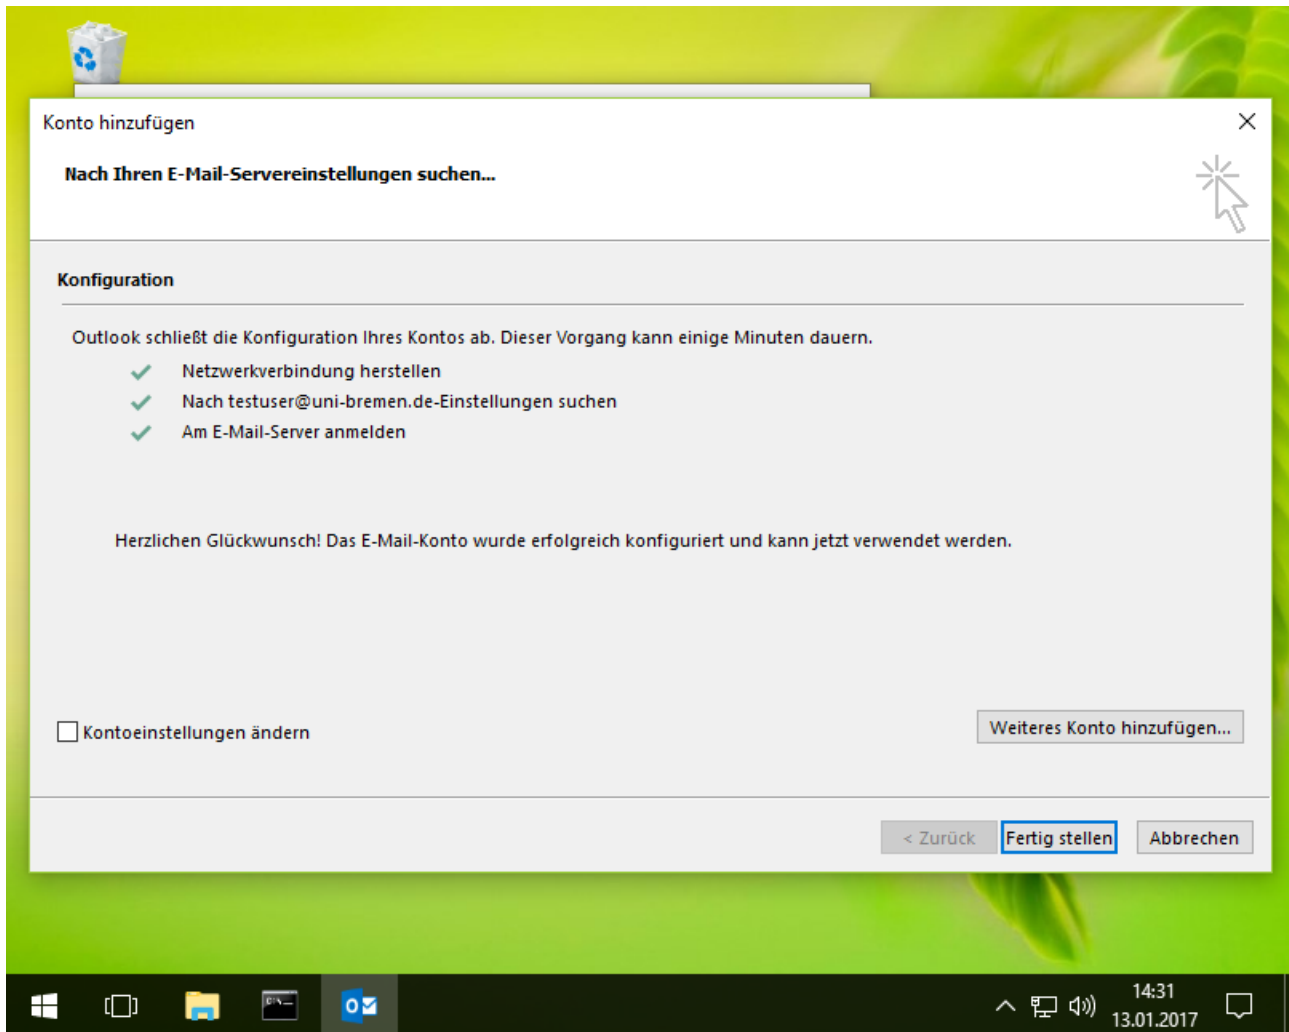 Konto hinzufügen
Nach Ihren E-Mail-Servereinstellungen suchen...
Konfiguration
Outlook schließt die Konfiguration Ihres Kontos ab. Dieser Vorgang kann einige Minuten dauern.
Netzwerkverbindung herstellen
Nach testuser@uni-bremen.de-Einstellungen suchen
Am E-Mail-Server anmelden
Herzlichen Glückwunsch! Das E-Mail-Konto wurde erfolgreich konfiguriert und kann jetzt verwendet werden.
Kontoeinstellungen ändern
Weiteres Konto hinzufügen...
< Zurück
Fertig stellen
Abbrechen
14:31
13.01.2017